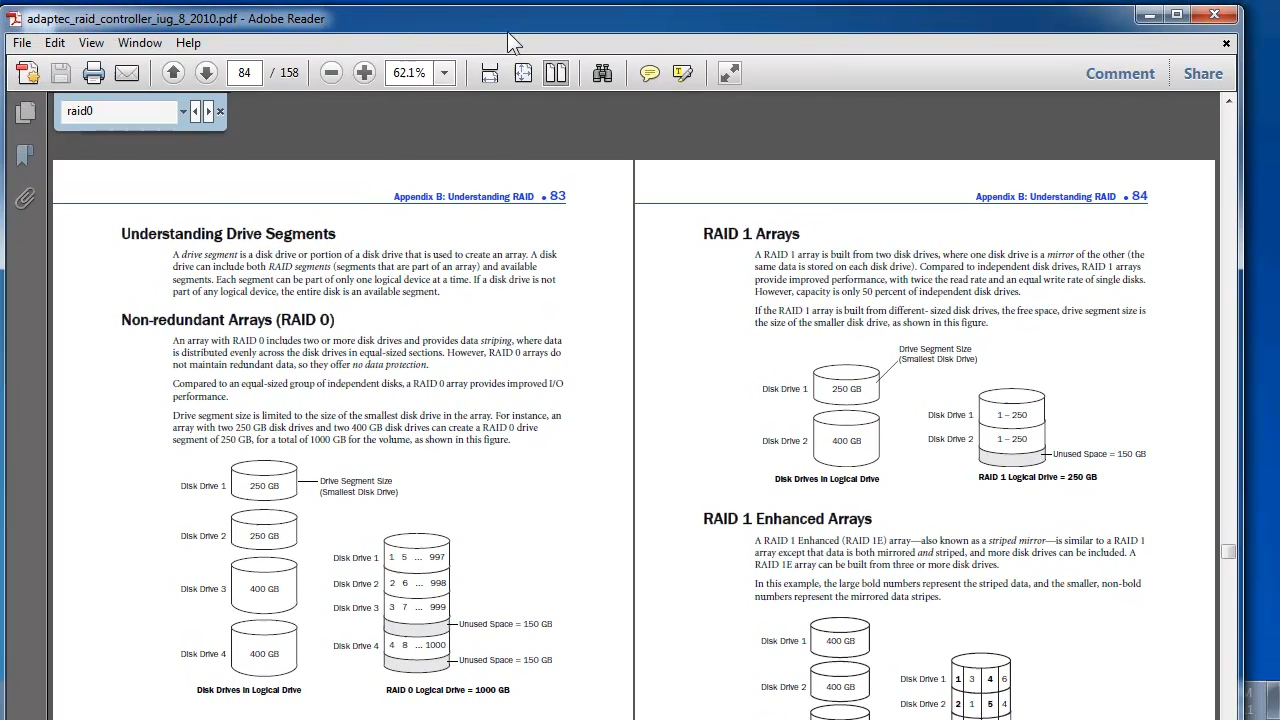 adaptec_raid_controller_iug_8_2010.pdf - Adobe Reader
File Edit View Window Help
84 / 158 62.1% Comment Share
raid0
Appendix B: Understanding RAID • 83
Understanding Drive Segments
A drive segment is a disk drive or portion of a disk drive that is used to create an array. A disk
drive can include both RAID segments (segments that are part of an array) and available
segments. Each segment can be part of only one logical device at a time. If a disk drive is not
part of any logical device, the entire disk is an available segment.
Non-redundant Arrays (RAID 0)
An array with RAID 0 includes two or more disk drives and provides data striping, where data
is distributed evenly across the disk drives in equal-sized sections. However, RAID 0 arrays do
not maintain redundant data, so they offer no data protection.
Compared to an equal-sized group of independent disks, a RAID 0 array provides improved I/O
performance.
Drive segment size is limited to the size of the smallest disk drive in the array. For instance, an
array with two 250 GB disk drives and two 400 GB disk drives can create a RAID 0 drive
segment of 250 GB, for a total of 1000 GB for the volume, as shown in this figure.
Disk Drive 1 250 GB Drive Segment Size
(Smallest Disk Drive)
Disk Drive 2 250 GB
Disk Drive 3 400 GB
Disk Drive 4 400 GB
Disk Drives in Logical Drive
Disk Drive 1 1 5 ... 997
Disk Drive 2 2 6 ... 998
Disk Drive 3 3 7 ... 999
Unused Space = 150 GB
Disk Drive 4 4 8 ... 1000
Unused Space = 150 GB
RAID 0 Logical Drive = 1000 GB
Appendix B: Understanding RAID • 84
RAID 1 Arrays
A RAID 1 array is built from two disk drives, where one disk drive is a mirror of the other (the
same data is stored on each disk drive). Compared to independent disk drives, RAID 1 arrays
provide improved performance, with twice the read rate and an equal write rate of single disks.
However, capacity is only 50 percent of independent disk drives.
If the RAID 1 array is built from different- sized disk drives, the free space, drive segment size is
the size of the smaller disk drive, as shown in this figure.
Drive Segment Size
(Smallest Disk Drive)
Disk Drive 1 250 GB
Disk Drive 2 400 GB
Disk Drives in Logical Drive
Disk Drive 1 1 – 250
Disk Drive 2 1 – 250
Unused Space = 150 GB
RAID 1 Logical Drive = 250 GB
RAID 1 Enhanced Arrays
A RAID 1 Enhanced (RAID 1E) array—also known as a striped mirror—is similar to a RAID 1
array except that data is both mirrored and striped, and more disk drives can be included. A
RAID 1E array can be built from three or more disk drives.
In this example, the large bold numbers represent the striped data, and the smaller, non-bold
numbers represent the mirrored data stripes.
Disk Drive 1 400 GB
Disk Drive 2 400 GB
Disk Drive 1 1 3 4 6
Disk Drive 2 2 1 5 4